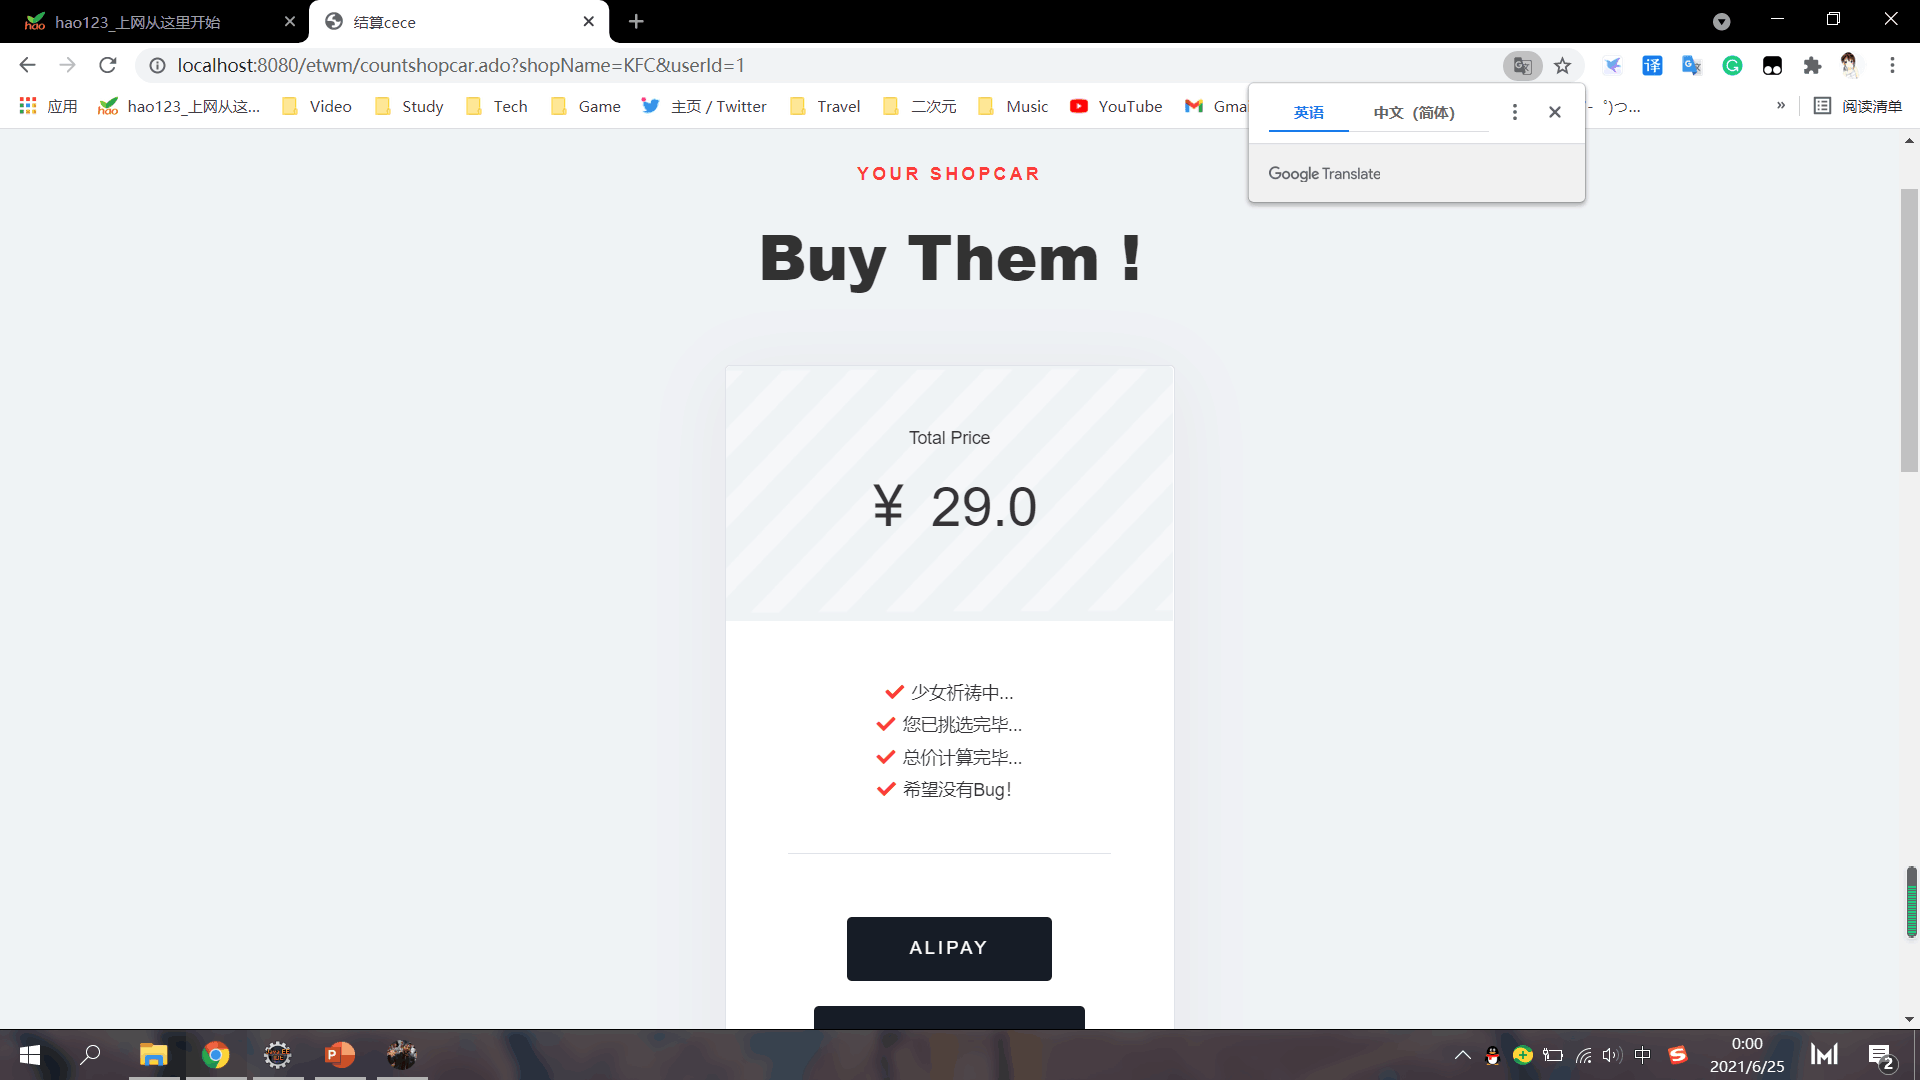 hao123_上网从这里开始
结算cece
localhost:8080/etwm/countshopcar.ado?shopName=KFC&userId=1
应用
hao123_上网从这...
Video
Study
Tech
Game
主页 / Twitter
Travel
二次元
Music
YouTube
»
阅读清单
英语
中文（简体）
Google Translate
YOUR SHOPCAR
Buy Them !
Total Price
¥ 29.0
少女祈祷中...
您已挑选完毕...
总价计算完毕...
希望没有Bug！
ALIPAY
中
0:00
2021/6/25
2